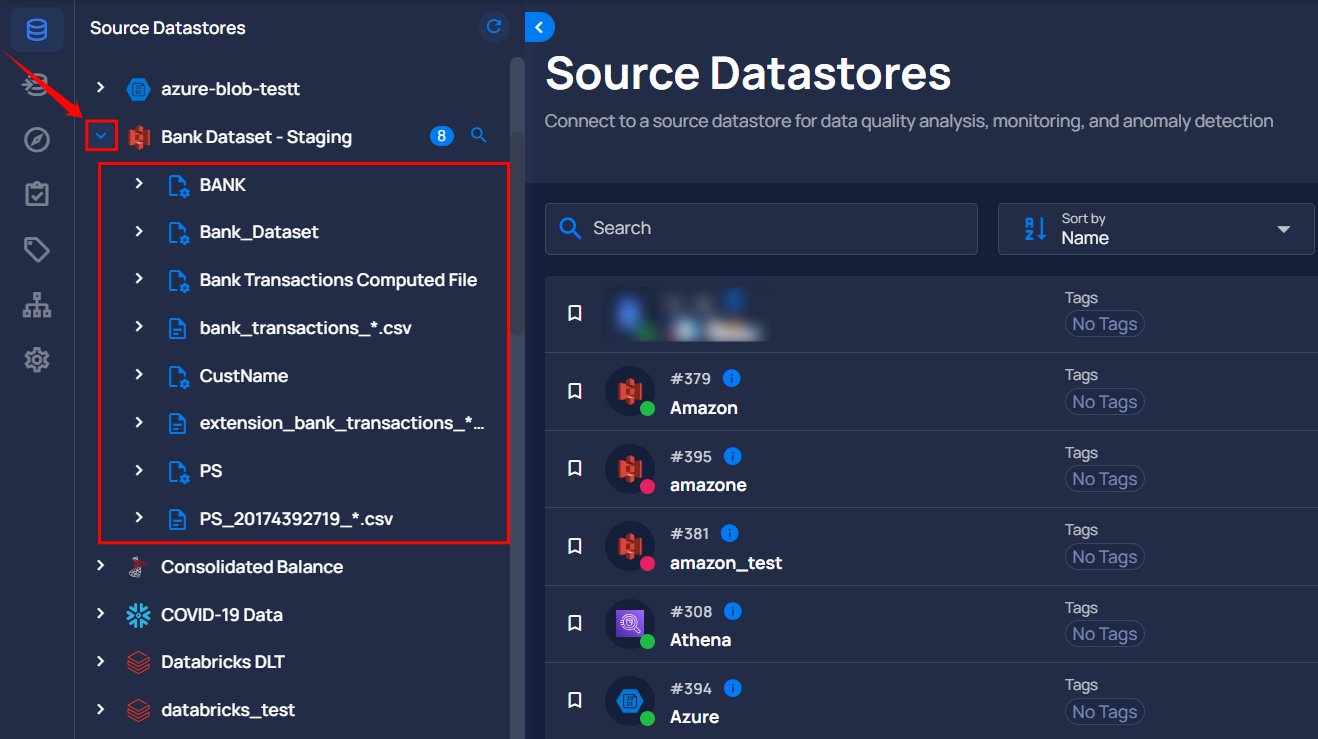 Source Datastores
azure-blob-testt
Bank Dataset - Staging 8
BANK
Bank_Dataset
Bank Transactions Computed File
bank_transactions_*.csv
CustName
extension_bank_transactions_*...
PS
PS_20174392719_*.csv
Consolidated Balance
COVID-19 Data
Databricks DLT
databricks_test
Source Datastores
Connect to a source datastore for data quality analysis, monitoring, and anomaly detection
Search
Sort by
Name
Tags
No Tags
#379
Amazon
Tags
No Tags
#395
amazone
Tags
No Tags
#381
amazon_test
Tags
No Tags
#308
Athena
Tags
No Tags
#394
Azure
Tags
No Tags